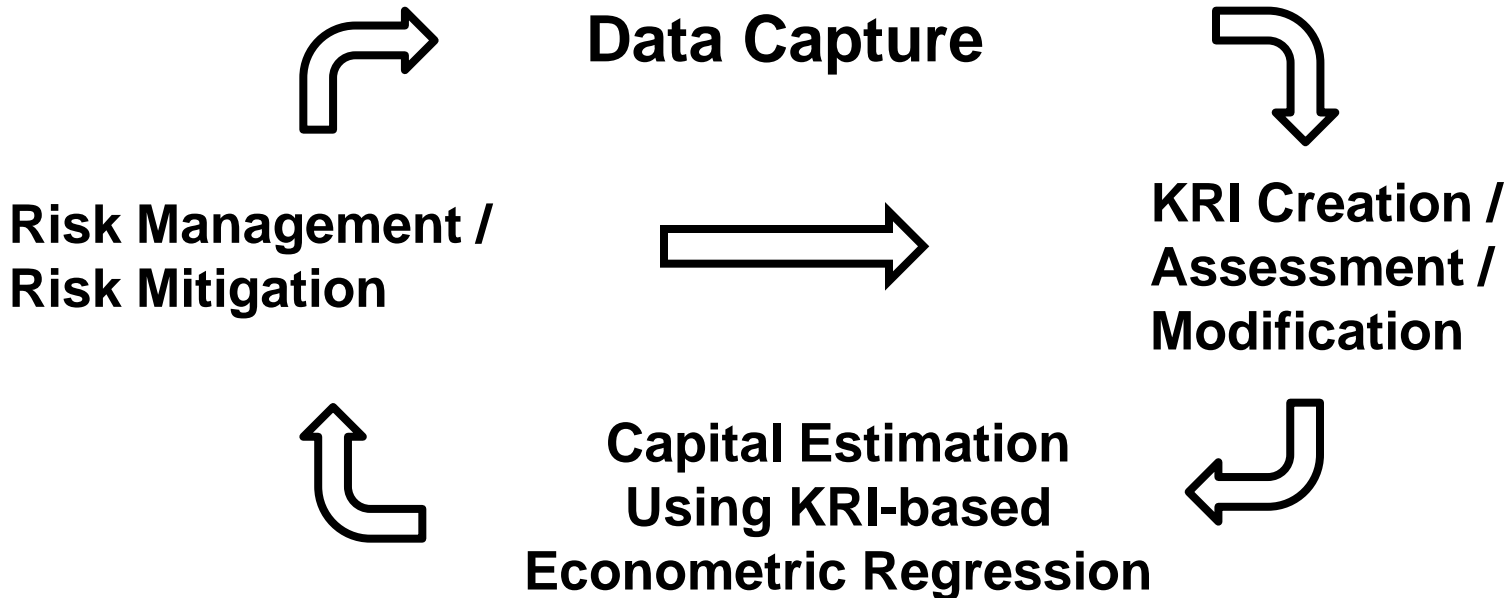 Data Capture
Risk Management /
Risk Mitigation
KRI Creation /
Assessment /
Modification
Capital Estimation
Using KRI-based
Econometric Regression